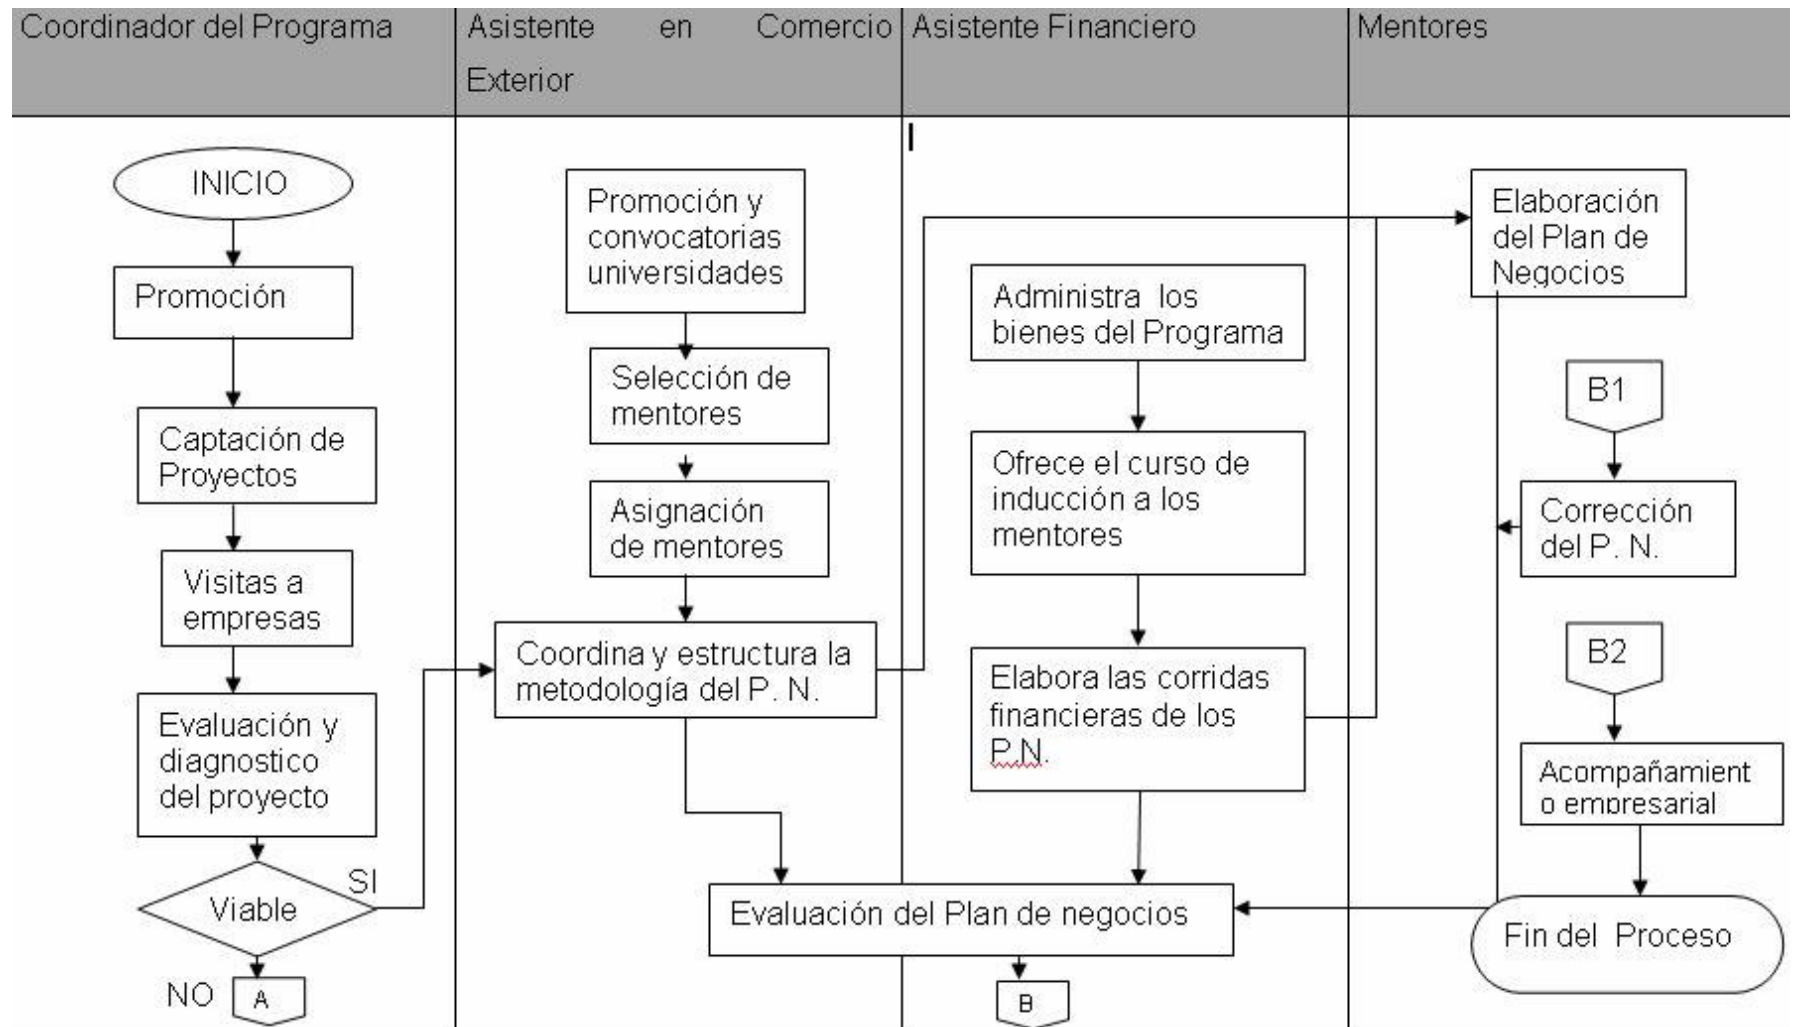 Coordinador del Programa
Asistente en Comercio
Exterior
Asistente Financiero
Mentores
INICIO
Promoción
Captación de
Proyectos
Visitas a
empresas
Evaluación y
diagnostico
del proyecto
Viable
SI
NO
A
Promoción y
convocatorias
universidades
Selección de
mentores
Asignación
de mentores
Coordina y estructura la
metodología del P. N.
Administra los
bienes del Programa
Ofrece el curso de
inducción a los
mentores
Elabora las corridas
financieras de los
P.N.
Evaluación del Plan de negocios
B
Elaboración
del Plan de
Negocios
B1
Corrección
del P. N.
B2
Acompañamient
o empresarial
Fin del Proceso